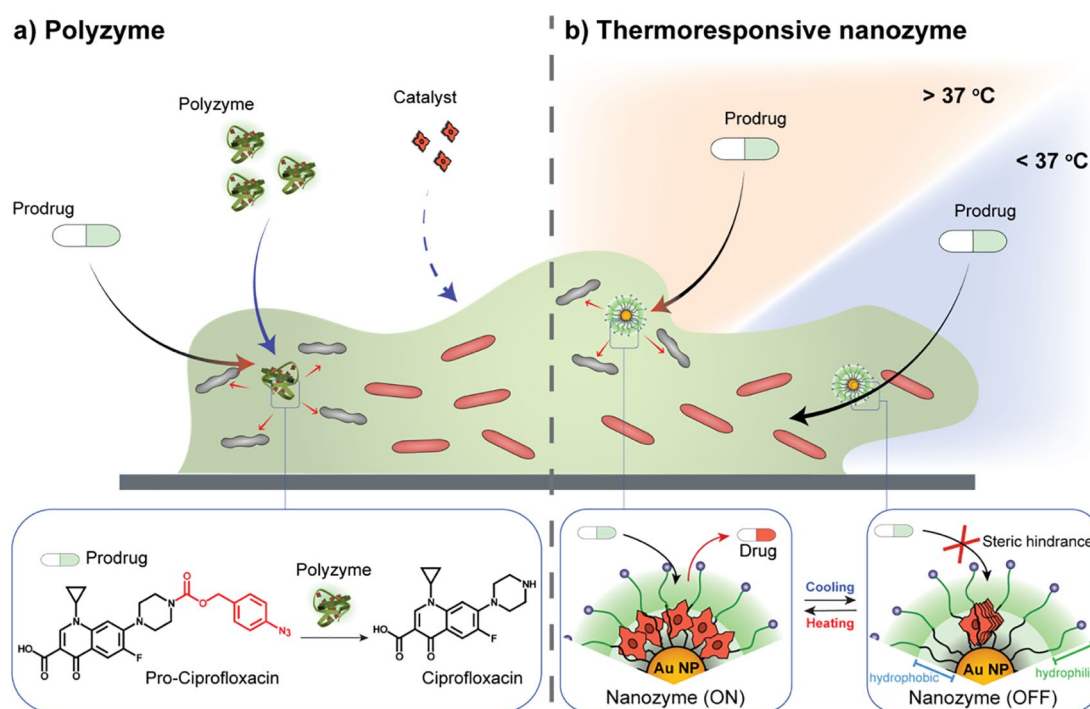 a) Polyzyme
b) Thermoresponsive nanozyme
Polyzyme
Catalyst
Prodrug
> 37 °C
Prodrug
< 37 °C
Prodrug
Prodrug
Polyzyme
N
N
O
O
N₃
HO
O
O
F
Pro-Ciprofloxacin
N
N
NH
HO
O
O
F
Ciprofloxacin
Drug
Au NP
Nanozyme (ON)
Cooling
Heating
Steric hindrance
Au NP
hydrophobic
hydrophili
Nanozyme (OFF)